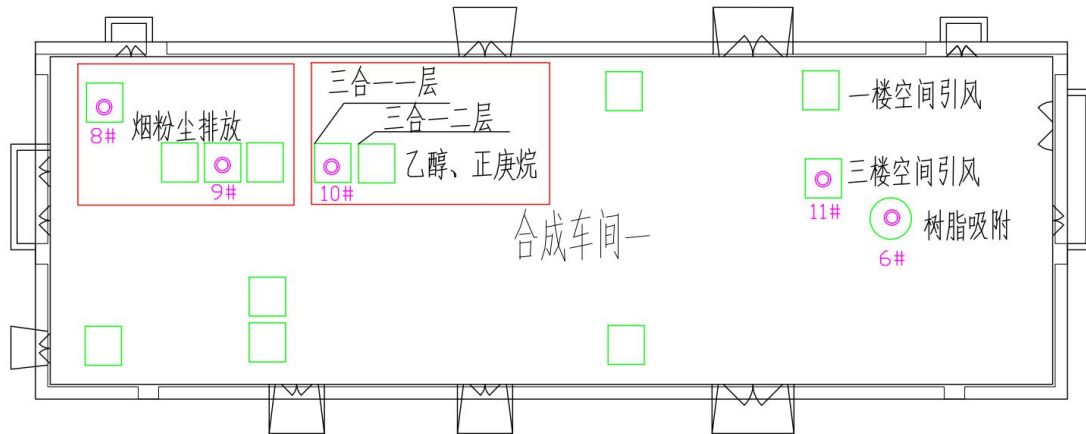 三合一一层
一楼空间引风
三合一二层
8#
烟粉尘排放
乙醇、正庚烷
9#
10#
三楼空间引风
11#
合成车间一
树脂吸附
6#